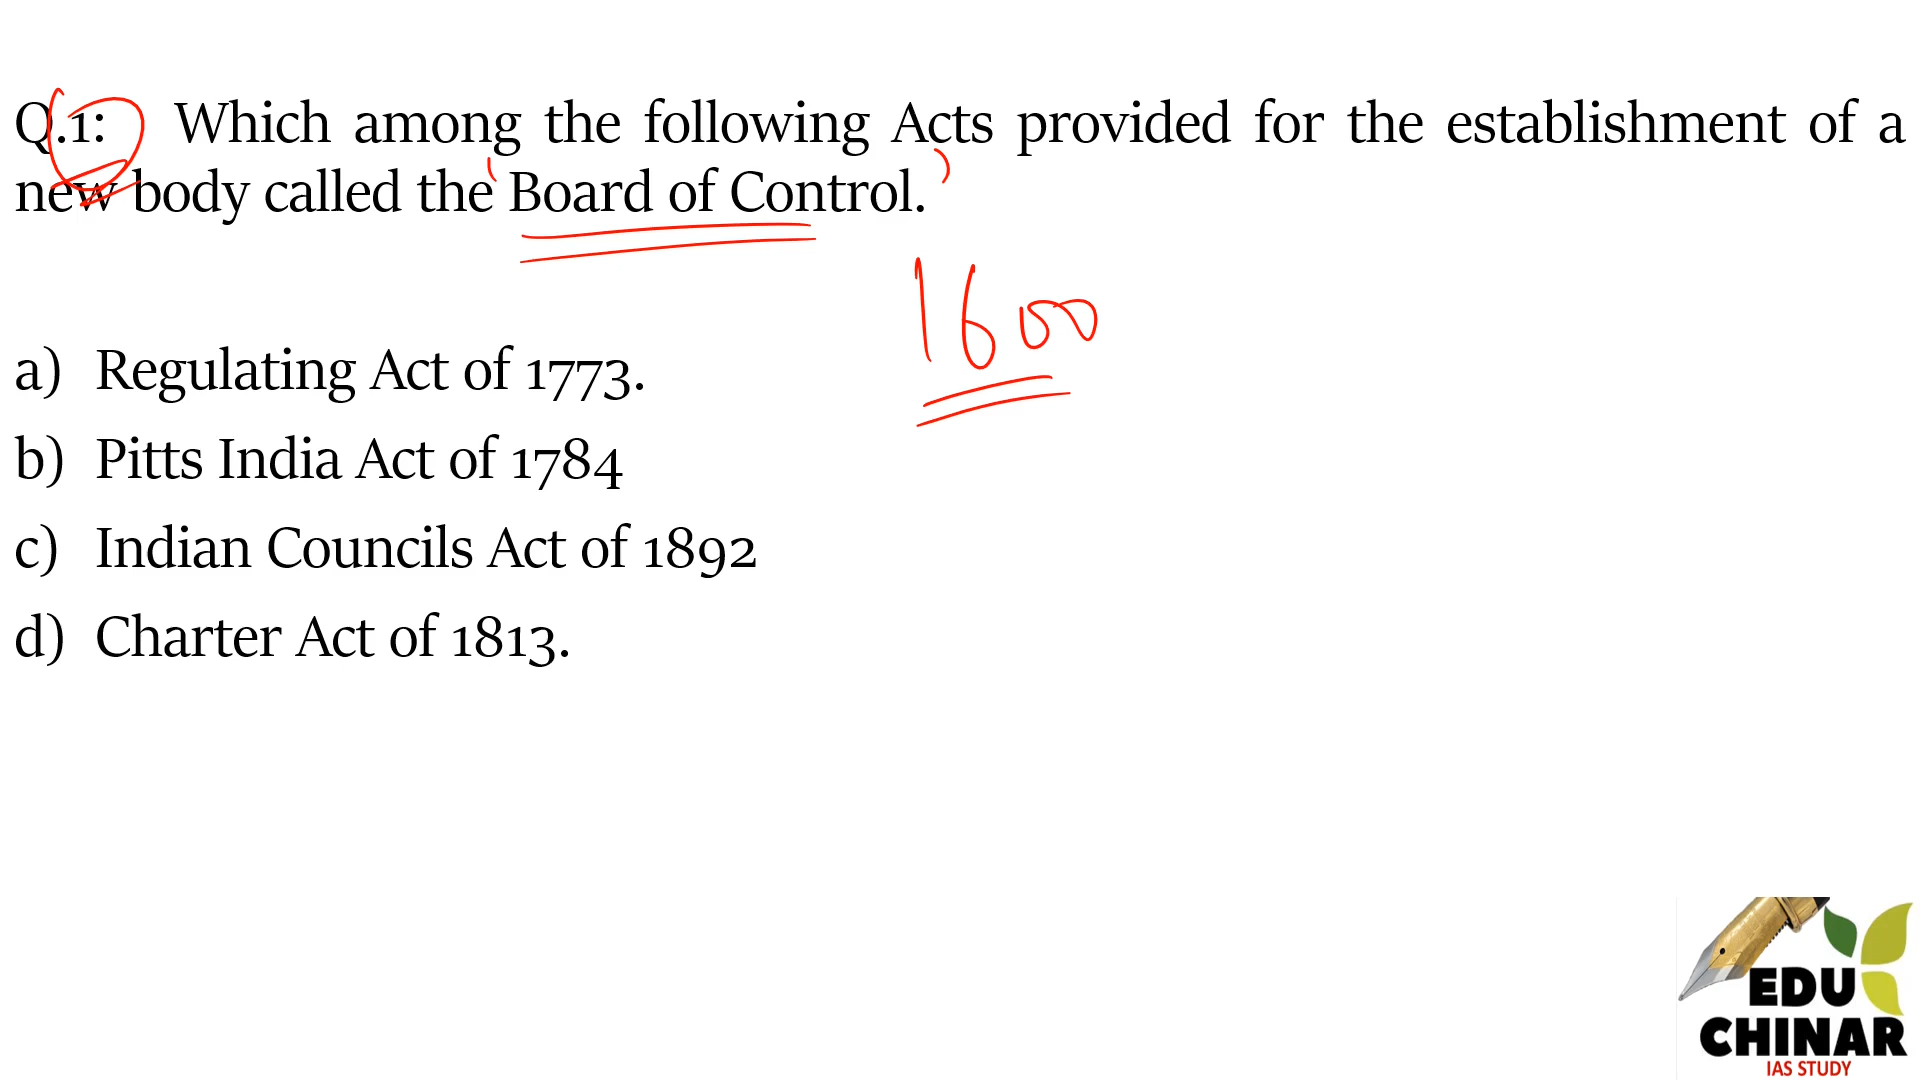 Q.1: Which among the following Acts provided for the establishment of a
new body called the Board of Control.
1600
a) Regulating Act of 1773.
b) Pitts India Act of 1784
c) Indian Councils Act of 1892
d) Charter Act of 1813.
EDU
CHINAR
IAS STUDY